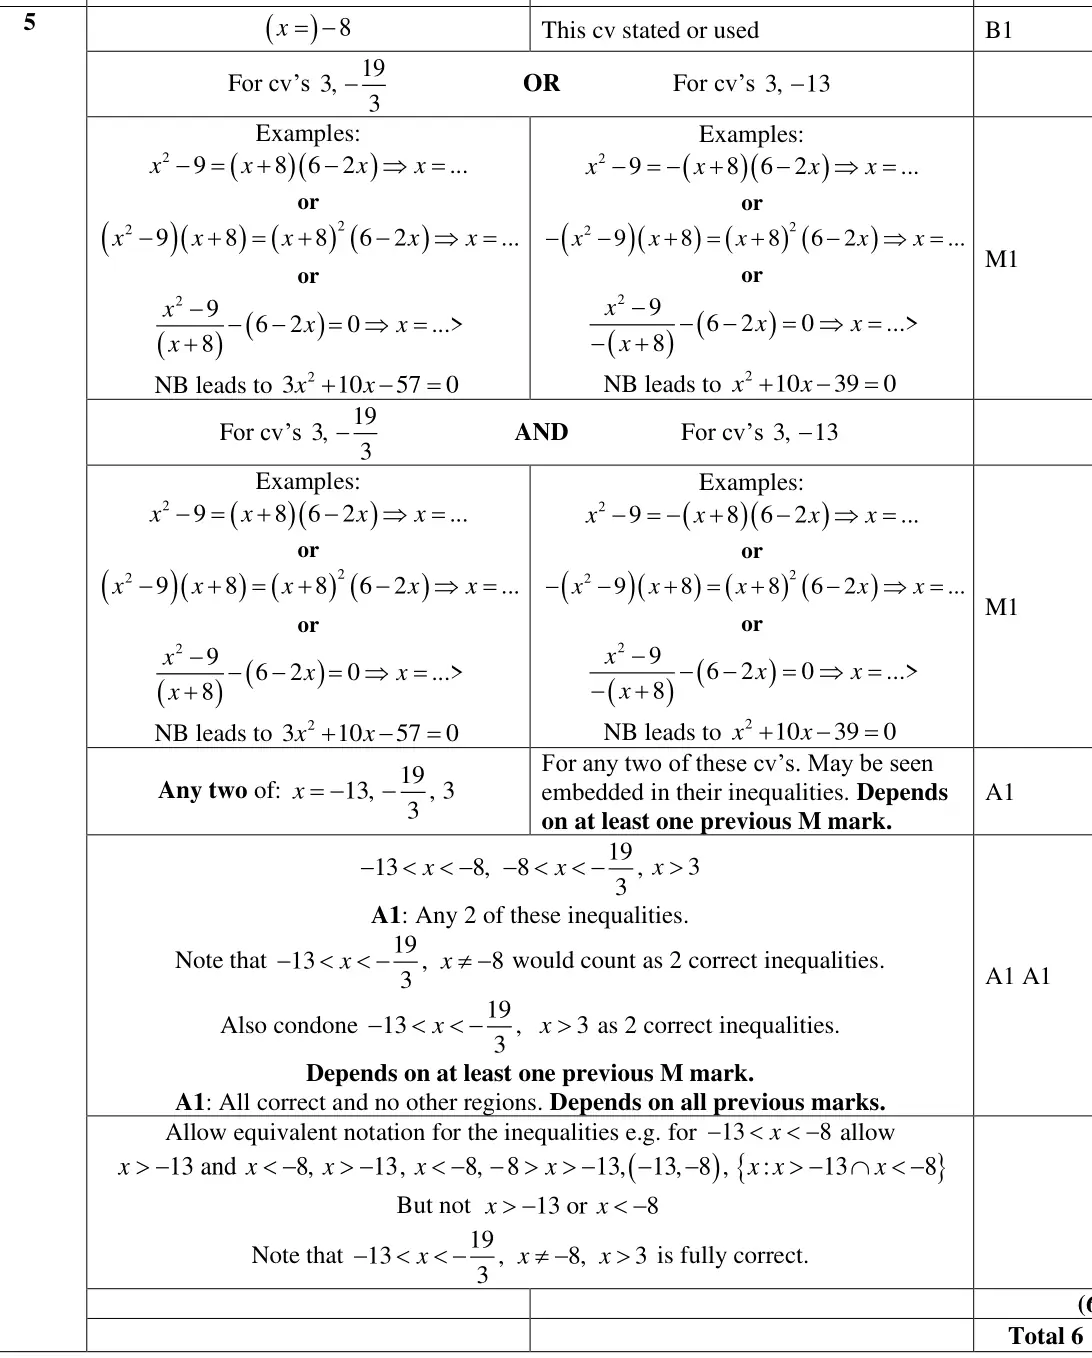 5
(x =) −8 This cv stated or used B1
For cv's 3, −19/3 OR For cv's 3, −13
Examples: Examples:
x² − 9 = (x + 8)(6 − 2x) ⇒ x = ... x² − 9 = −(x + 8)(6 − 2x) ⇒ x = ...
or or
(x² − 9)(x + 8) = (x + 8)²(6 − 2x) ⇒ x = ... −(x² − 9)(x + 8) = (x + 8)²(6 − 2x) ⇒ x = ...
M1
or or
(x² − 9)/(x + 8) − (6 − 2x) = 0 ⇒ x = ...> (x² − 9)/−(x + 8) − (6 − 2x) = 0 ⇒ x = ...>
NB leads to 3x² + 10x − 57 = 0 NB leads to x² + 10x − 39 = 0
For cv's 3, −19/3 AND For cv's 3, −13
Examples: Examples:
x² − 9 = (x + 8)(6 − 2x) ⇒ x = ... x² − 9 = −(x + 8)(6 − 2x) ⇒ x = ...
or or
(x² − 9)(x + 8) = (x + 8)²(6 − 2x) ⇒ x = ... −(x² − 9)(x + 8) = (x + 8)²(6 − 2x) ⇒ x = ...
M1
or or
(x² − 9)/(x + 8) − (6 − 2x) = 0 ⇒ x = ...> (x² − 9)/−(x + 8) − (6 − 2x) = 0 ⇒ x = ...>
NB leads to 3x² + 10x − 57 = 0 NB leads to x² + 10x − 39 = 0
Any two of: x = −13, −19/3, 3
For any two of these cv's. May be seen
embedded in their inequalities. Depends
on at least one previous M mark.
A1
−13 < x < −8, −8 < x < −19/3, x > 3
A1: Any 2 of these inequalities.
Note that −13 < x < −19/3, x ≠ −8 would count as 2 correct inequalities.
A1 A1
Also condone −13 < x < −19/3, x > 3 as 2 correct inequalities.
Depends on at least one previous M mark.
A1: All correct and no other regions. Depends on all previous marks.
Allow equivalent notation for the inequalities e.g. for −13 < x < −8 allow
x > −13 and x < −8, x > −13, x < −8, −8 > x > −13, (−13, −8), {x : x > −13 ∩ x < −8}
But not x > −13 or x < −8
Note that −13 < x < −19/3, x ≠ −8, x > 3 is fully correct.
(6
Total 6